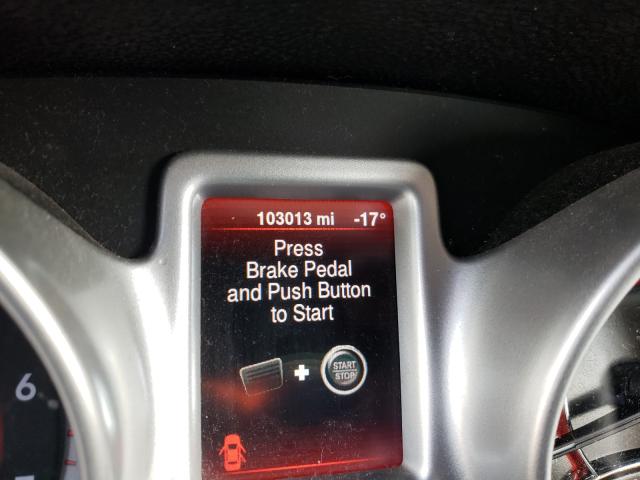 103013 mi -17°
Press
Brake Pedal
and Push Button
to Start
START
STOP
6